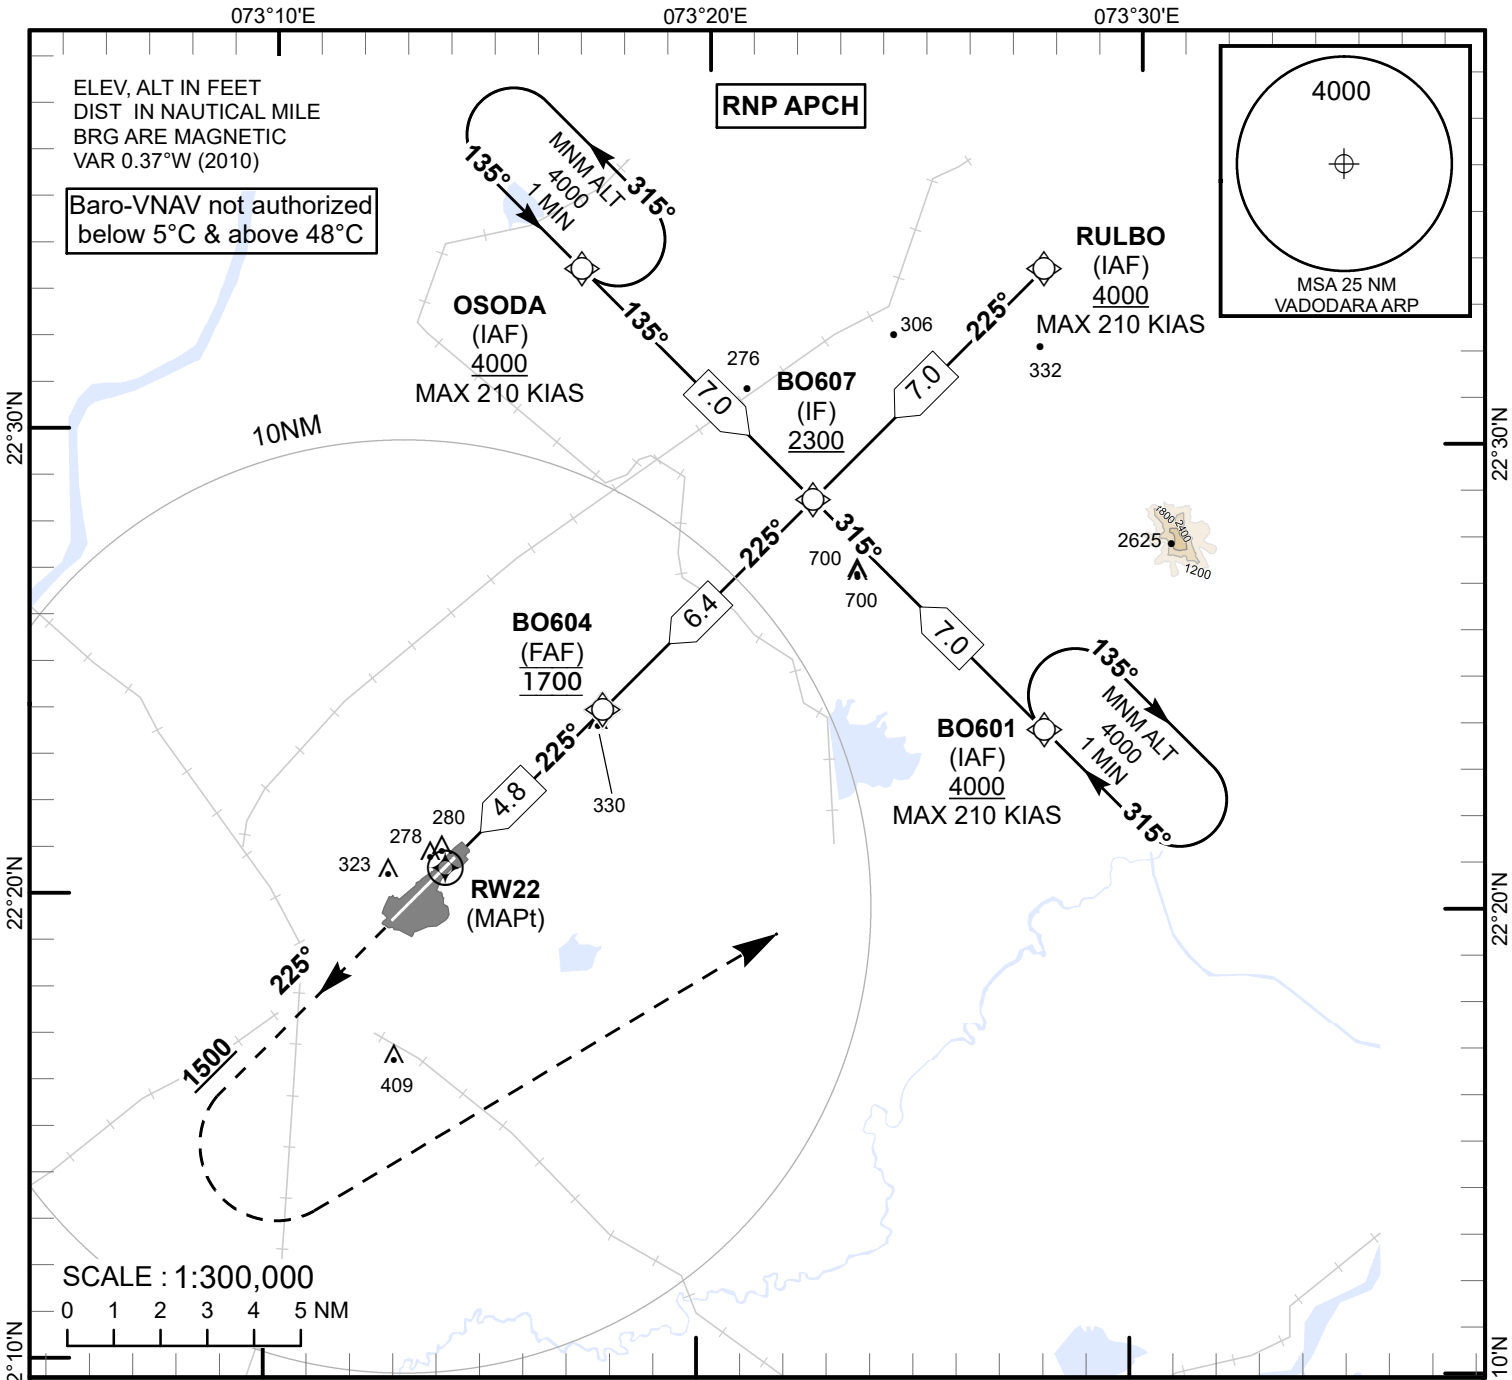 073°10'E
073°20'E
073°30'E
ELEV, ALT IN FEET
DIST IN NAUTICAL MILE
BRG ARE MAGNETIC
VAR 0.37°W (2010)
Baro-VNAV not authorized
below 5°C & above 48°C
RNP APCH
4000
MSA 25 NM
VADODARA ARP
135°
MNM ALT
4000
1 MIN
315°
OSODA
(IAF)
4000
MAX 210 KIAS
135°
7.0
RULBO
(IAF)
4000
MAX 210 KIAS
225°
7.0
306
332
276
BO607
(IF)
2300
22°30'N
22°30'N
10NM
315°
700
700
7.0
2625
1800
2400
1200
225°
6.4
BO604
(FAF)
1700
225°
4.8
330
BO601
(IAF)
4000
MAX 210 KIAS
135°
MNM ALT
4000
1 MIN
315°
280
278
323
RW22
(MAPt)
22°20'N
22°20'N
225°
1500
409
SCALE : 1:300,000
0 1 2 3 4 5 NM
2°10'N
10'N